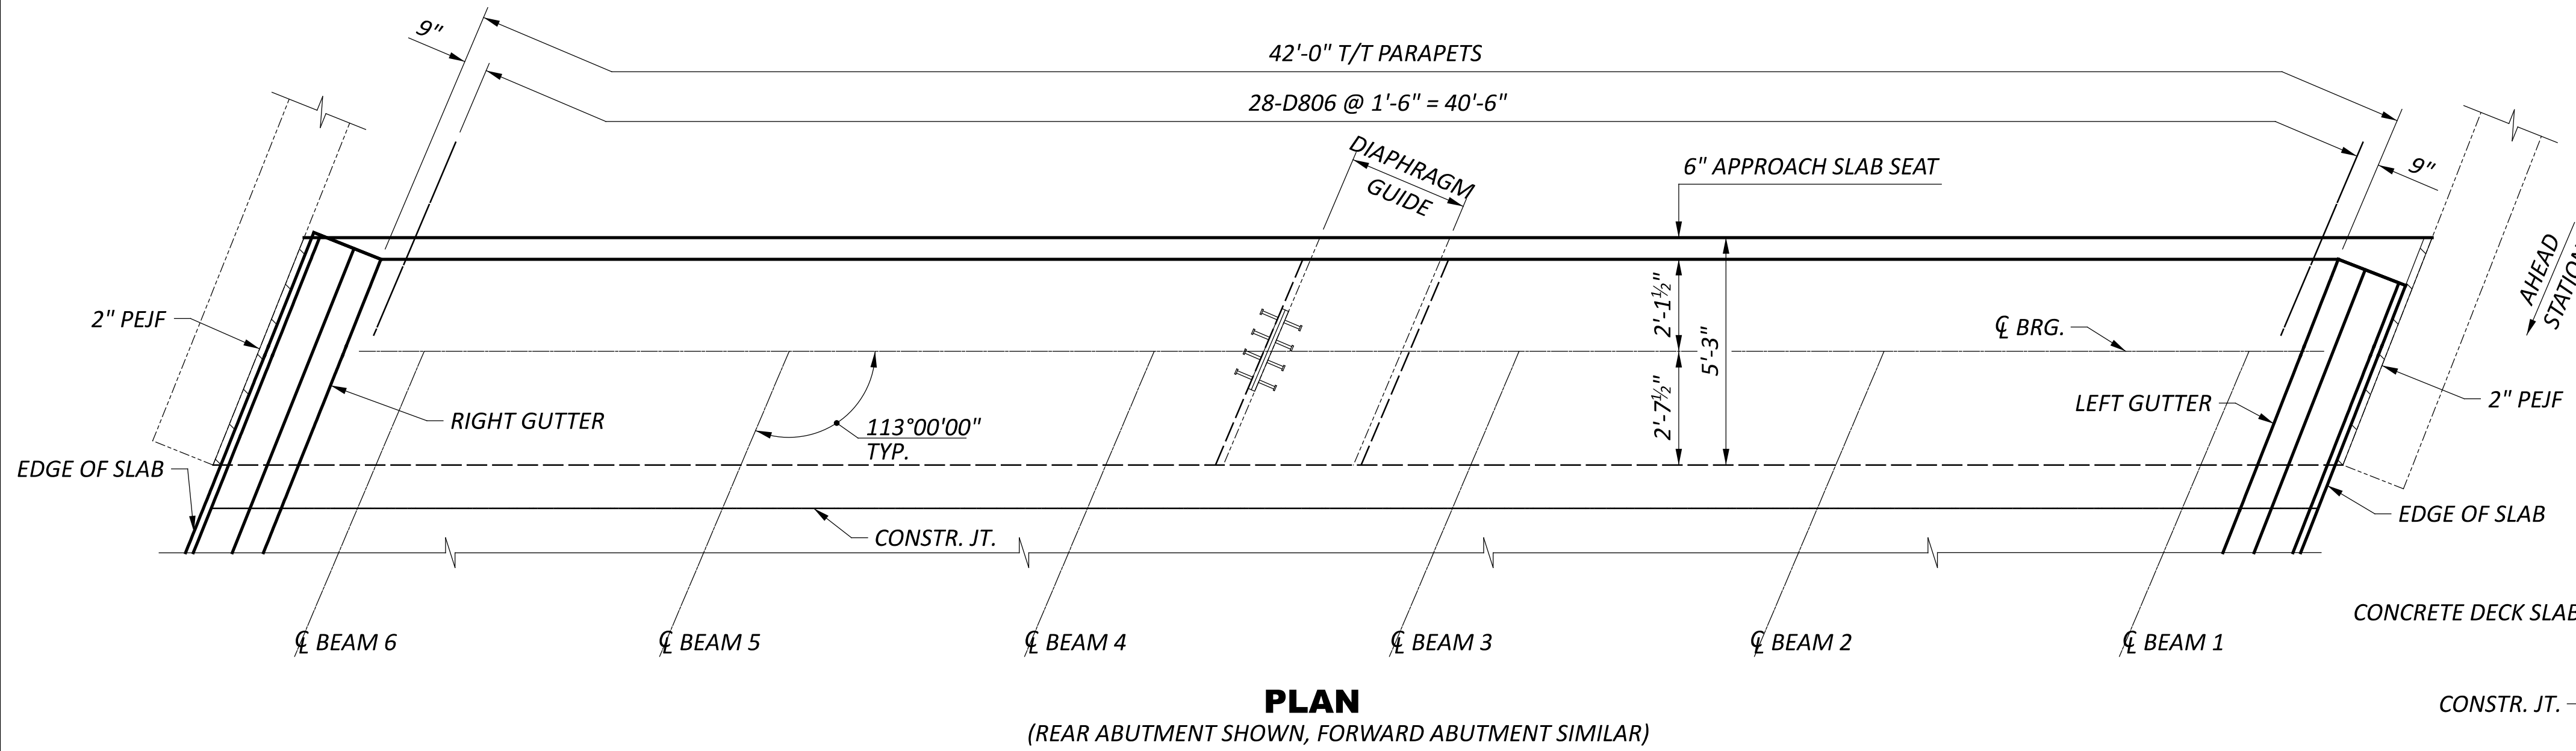 9"
42'-0" T/T PARAPETS
28-D806 @ 1'-6" = 40'-6"
DIAPHRAGM
GUIDE
6" APPROACH SLAB SEAT
9"
AHEAD
STATION
2" PEJF
2'-1½"
5'-3"
2'-7½"
℄ BRG.
RIGHT GUTTER
113°00'00"
TYP.
LEFT GUTTER
2" PEJF
EDGE OF SLAB
CONSTR. JT.
EDGE OF SLAB
CONCRETE DECK SLAB
℄ BEAM 6
℄ BEAM 5
℄ BEAM 4
℄ BEAM 3
℄ BEAM 2
℄ BEAM 1
PLAN
(REAR ABUTMENT SHOWN, FORWARD ABUTMENT SIMILAR)
CONSTR. JT.